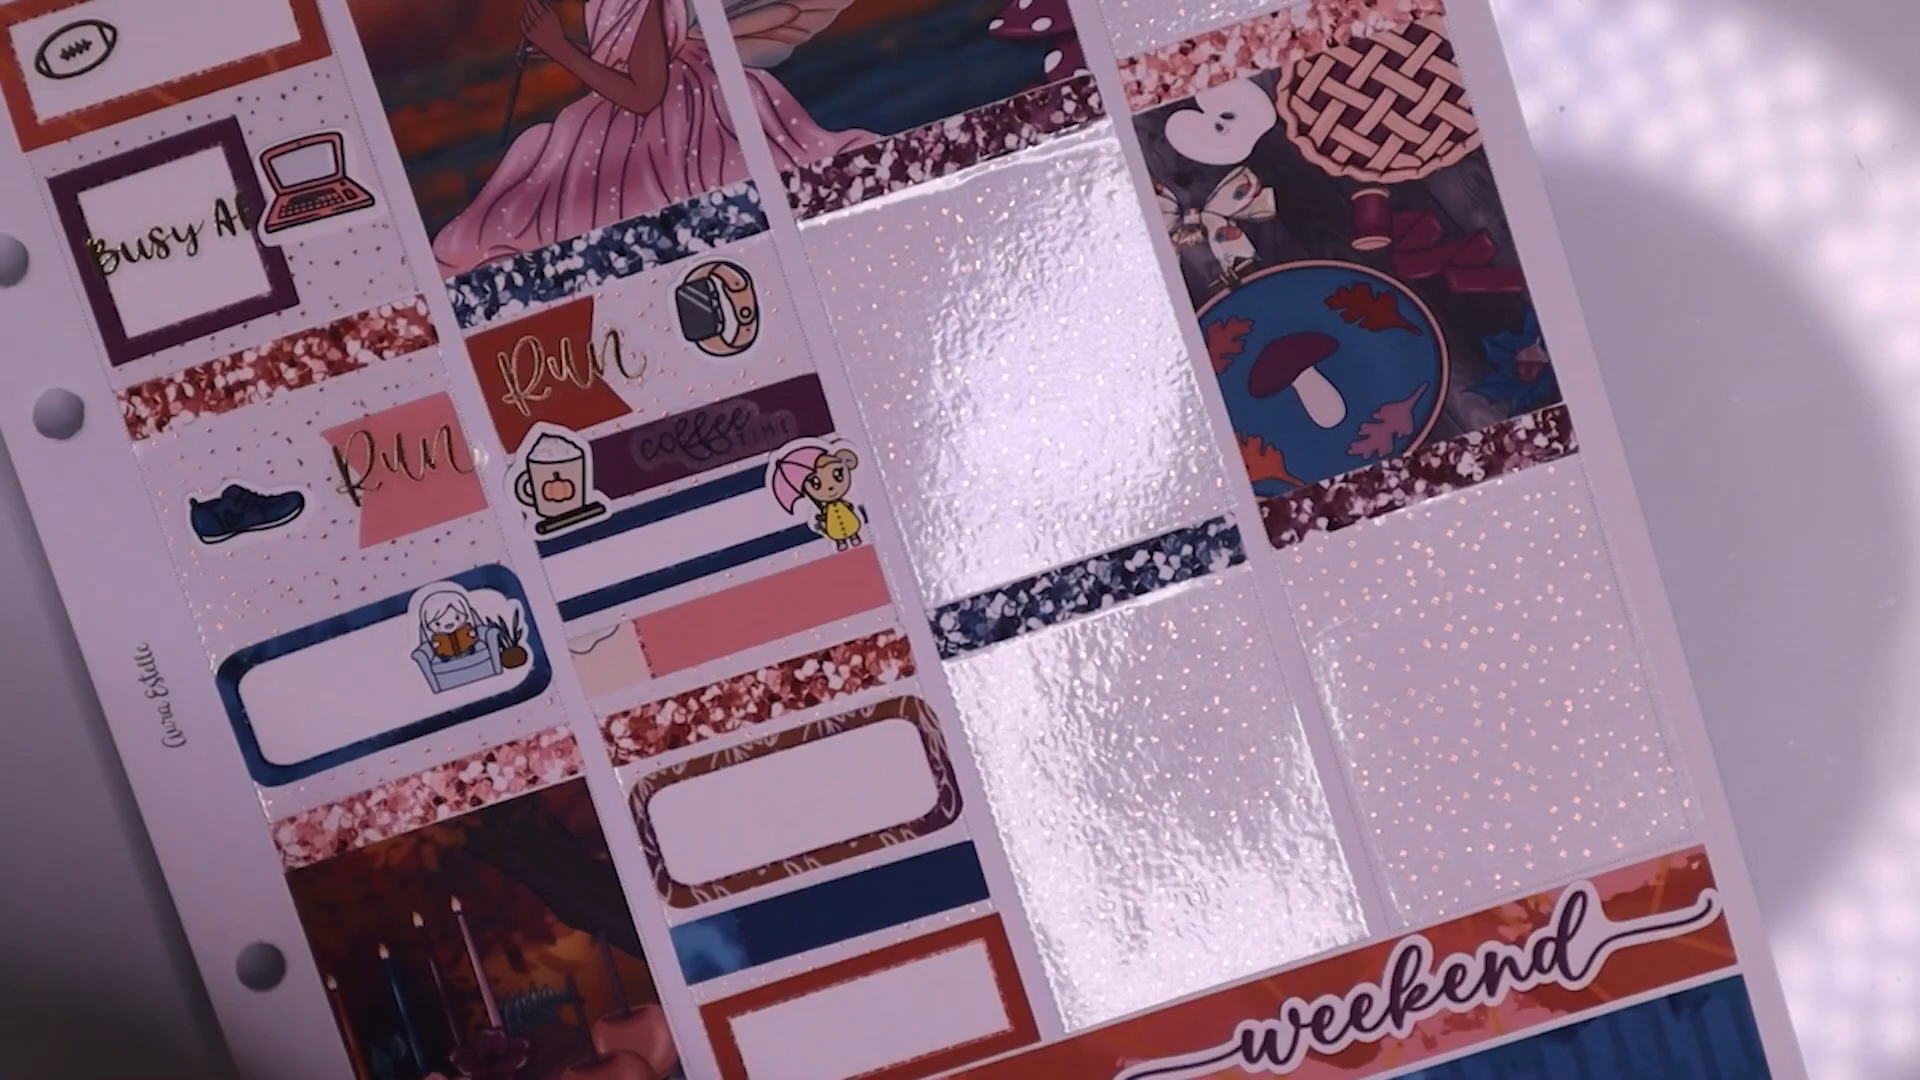 Busy AF
Run
Run
coffee
TIME
Aura Estelle
weekend